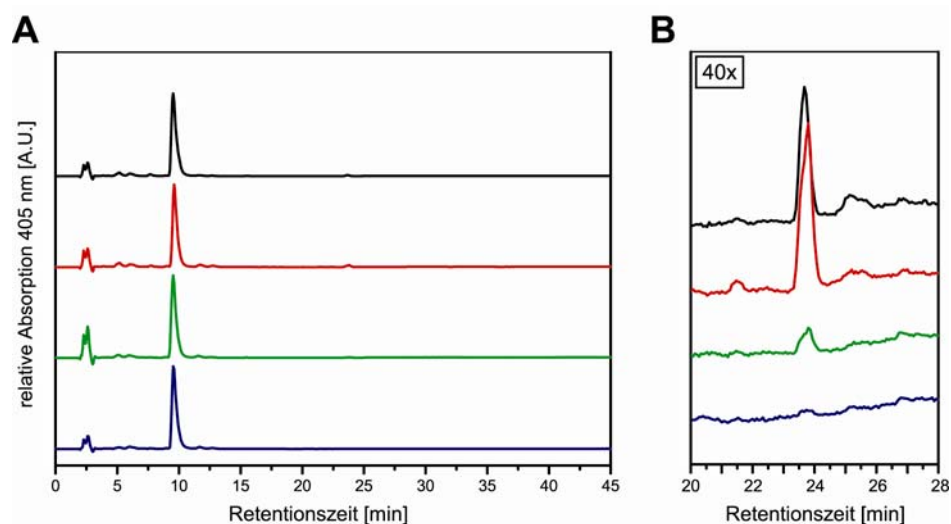 A
B
relative Absorption 405 nm [A.U.]
40x
0 5 10 15 20 25 30 35 40 45
20 22 24 26 28
Retentionszeit [min]
Retentionszeit [min]